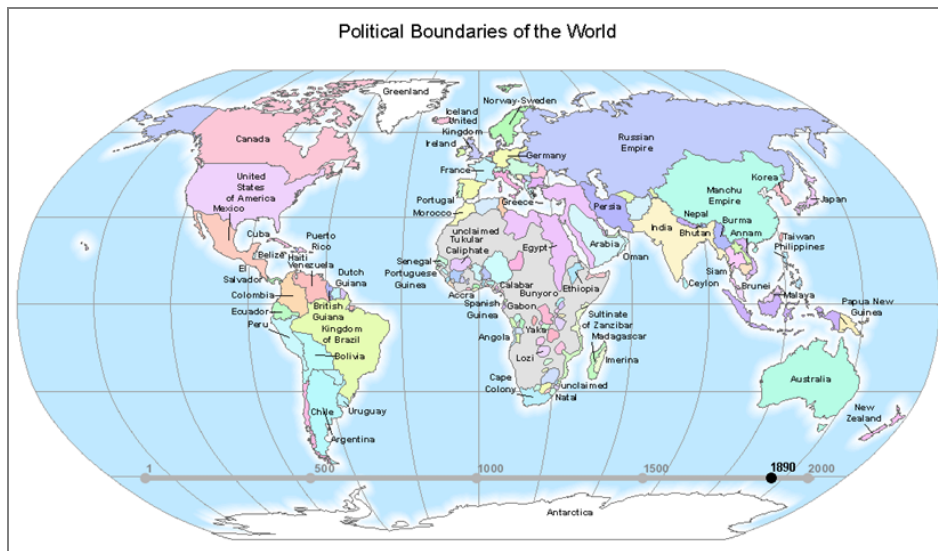 Political Boundaries of the World
Greenland
Norway-Sweden
Iceland
United
Kingdom
Ireland
Russian
Empire
Canada
Germany
France
United
States
of America
Mexico
Portugal
Morocco
Greece
Persia
Manchu
Empire
Korea
Japan
Nepal
Burma
India
Bhutan
Annam
Cuba
Puerto
Rico
unclaimed
Tukular
Caliphate
Egypt
Arabia
Oman
Taiwan
Philippines
Belize
Haiti
Venezuela
El
Salvador
Dutch
Guiana
Senegal
Portuguese
Guinea
Calabar
Ethiopia
Siam
Ceylon
Brunei
Malaya
Colombia
Accra
Bunyoro
Spanish
Guinea
Gabon
Papua New
Guinea
Ecuador
British
Guiana
Kingdom
of Brazil
Peru
Sultinate
of Zanzibar
Angola
Yaka
Madagascar
Bolivia
Lozi
Imerina
Australia
Cape
Colony
unclaimed
Natal
Chile
Uruguay
Argentina
New
Zealand
1
500
1000
1500
1890
2000
Antarctica